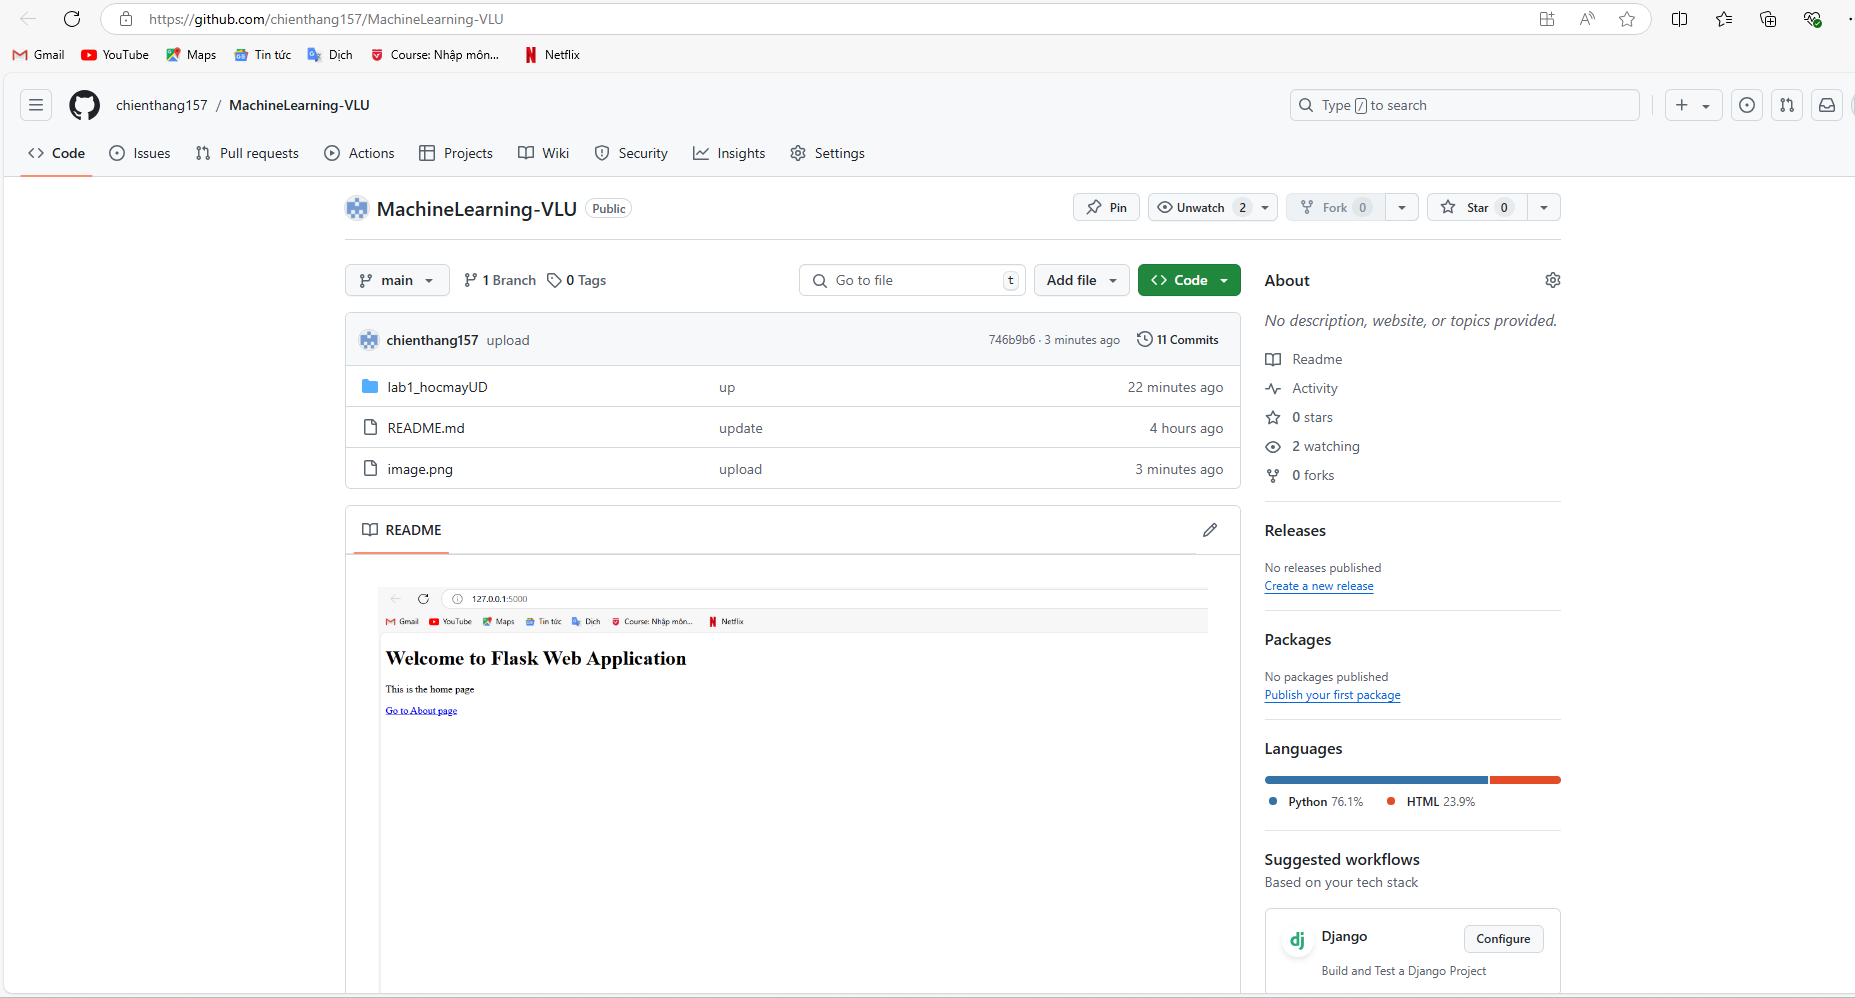 https://github.com/chienthang157/MachineLearning-VLU
Gmail YouTube Maps Tin tức Dịch Course: Nhập môn... Netflix
chienthang157 / MachineLearning-VLU
Type / to search
Code Issues Pull requests Actions Projects Wiki Security Insights Settings
MachineLearning-VLU Public
Pin Unwatch 2 Fork 0 Star 0
main 1 Branch 0 Tags
Go to file t Add file Code
chienthang157 upload 746b9b6 · 3 minutes ago 11 Commits
lab1_hocmayUD up 22 minutes ago
README.md update 4 hours ago
image.png upload 3 minutes ago
README
127.0.0.1:5000
Gmail YouTube Maps Tin tức Dịch Course: Nhập môn... Netflix
Welcome to Flask Web Application
This is the home page
Go to About page
About
No description, website, or topics provided.
Readme
Activity
0 stars
2 watching
0 forks
Releases
No releases published
Create a new release
Packages
No packages published
Publish your first package
Languages
Python 76.1% HTML 23.9%
Suggested workflows
Based on your tech stack
dj Django Configure
Build and Test a Django Project